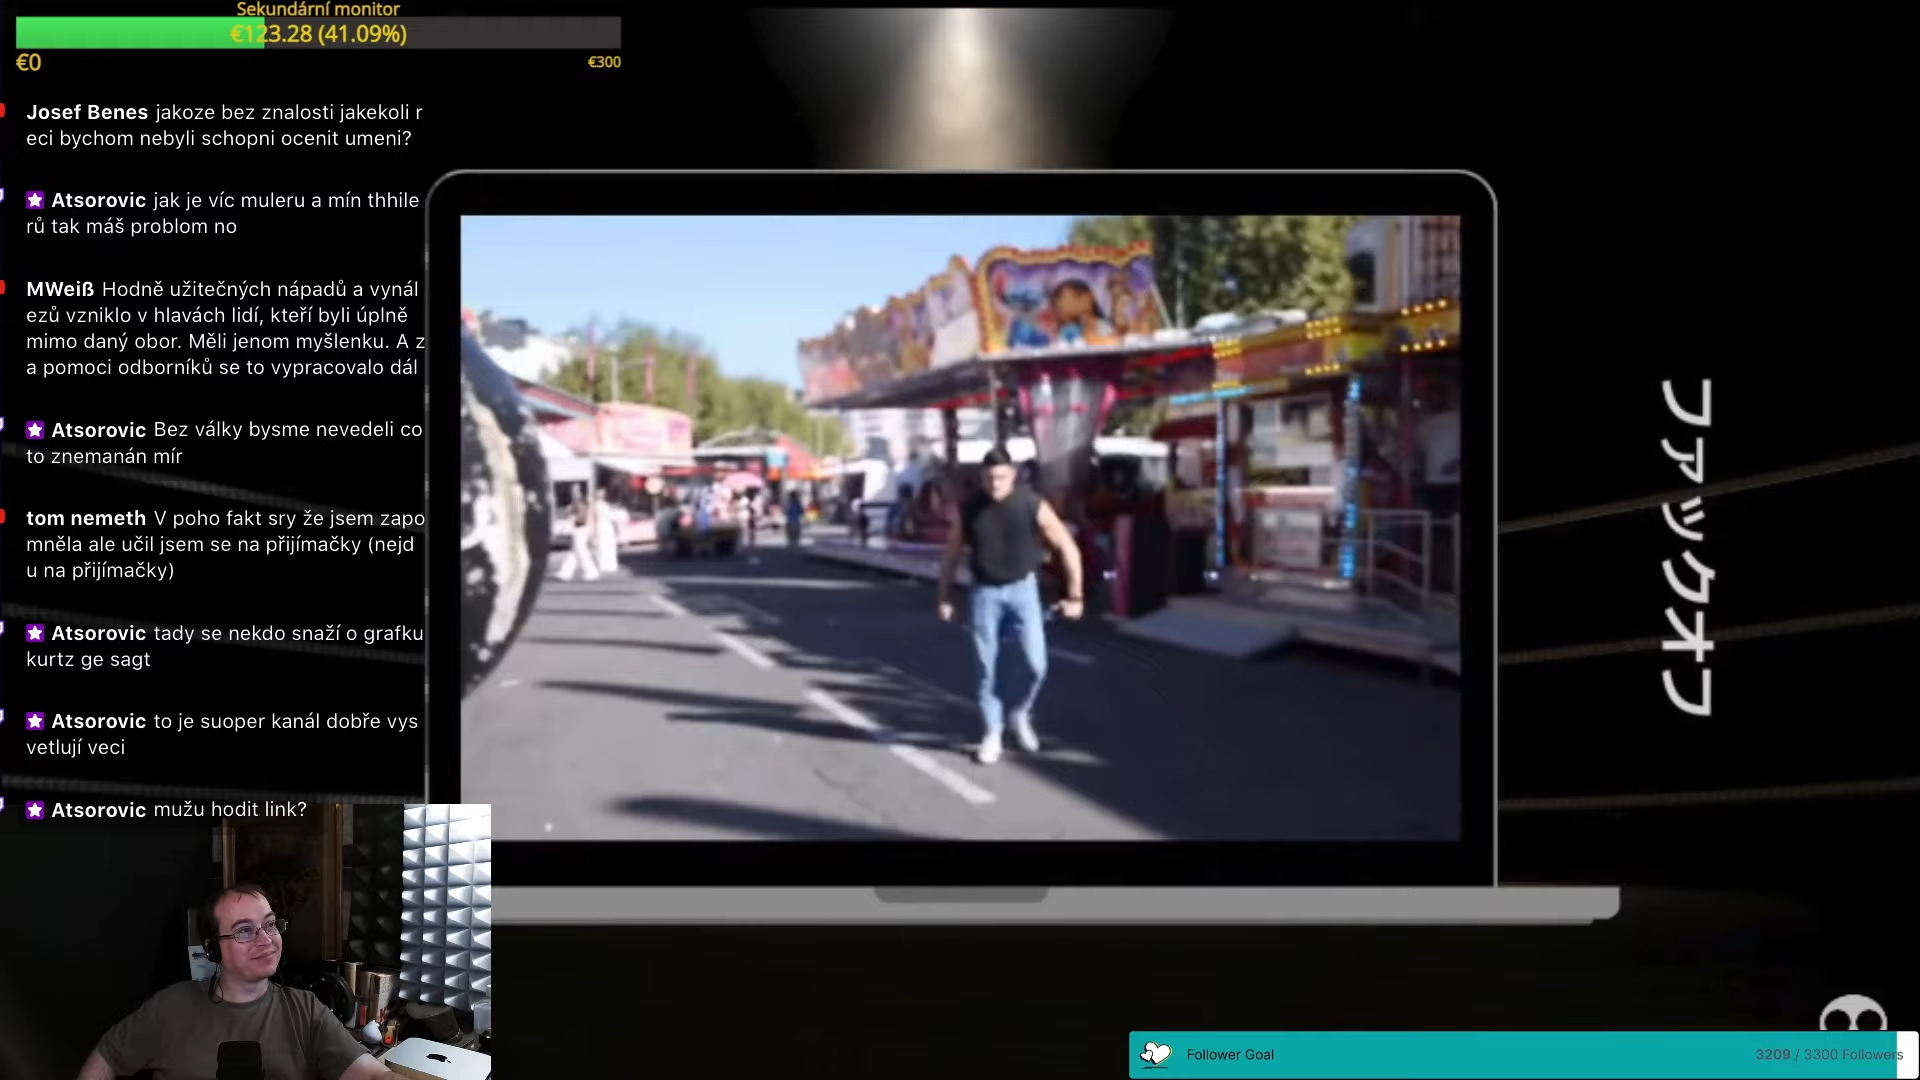 Sekundární monitor
€123.28 (41.09%)
€0
€300
Josef Benes jakoze bez znalosti jakekoli r
eci bychom nebyli schopni ocenit umeni?
Atsorovic jak je víc muleru a mín thhile
rů tak máš problom no
MWeiß Hodně užitečných nápadů a vynál
ezů vzniklo v hlavách lidí, kteří byli úplně
mimo daný obor. Měli jenom myšlenku. A z
a pomoci odborníků se to vypracovalo dál
Atsorovic Bez války bysme nevedeli co
to znemanán mír
tom nemeth V poho fakt sry že jsem zapo
mněla ale učil jsem se na přijímačky (nejd
u na přijímačky)
Atsorovic tady se nekdo snaží o grafku
kurtz ge sagt
Atsorovic to je suoper kanál dobře vys
vetlují veci
Atsorovic mužu hodit link?
ファックオフ
Follower Goal
3209 / 3300 Followers